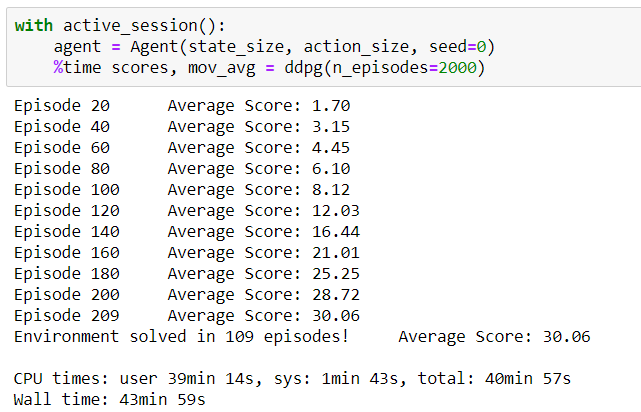 with active_session():
    agent = Agent(state_size, action_size, seed=0)
    %time scores, mov_avg = ddpg(n_episodes=2000)
Episode 20	Average Score: 1.70
Episode 40	Average Score: 3.15
Episode 60	Average Score: 4.45
Episode 80	Average Score: 6.10
Episode 100	Average Score: 8.12
Episode 120	Average Score: 12.03
Episode 140	Average Score: 16.44
Episode 160	Average Score: 21.01
Episode 180	Average Score: 25.25
Episode 200	Average Score: 28.72
Episode 209	Average Score: 30.06
Environment solved in 109 episodes!	Average Score: 30.06
CPU times: user 39min 14s, sys: 1min 43s, total: 40min 57s
Wall time: 43min 59s